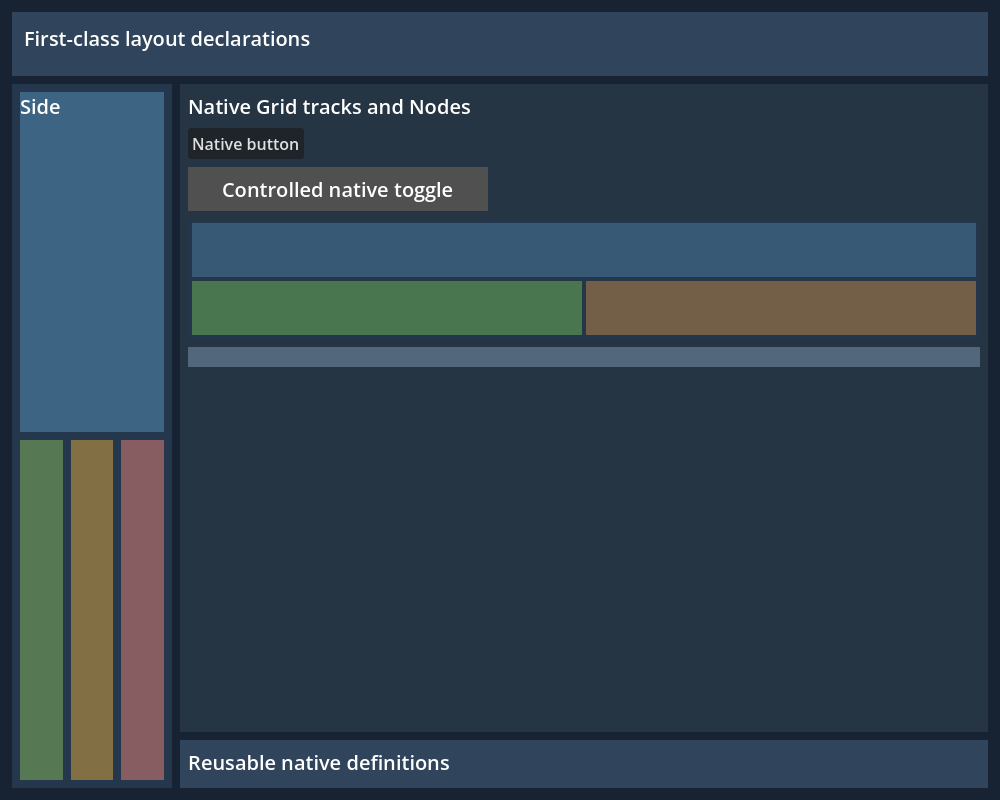 First-class layout declarations
Side
Native Grid tracks and Nodes
Native button
Controlled native toggle
Reusable native definitions